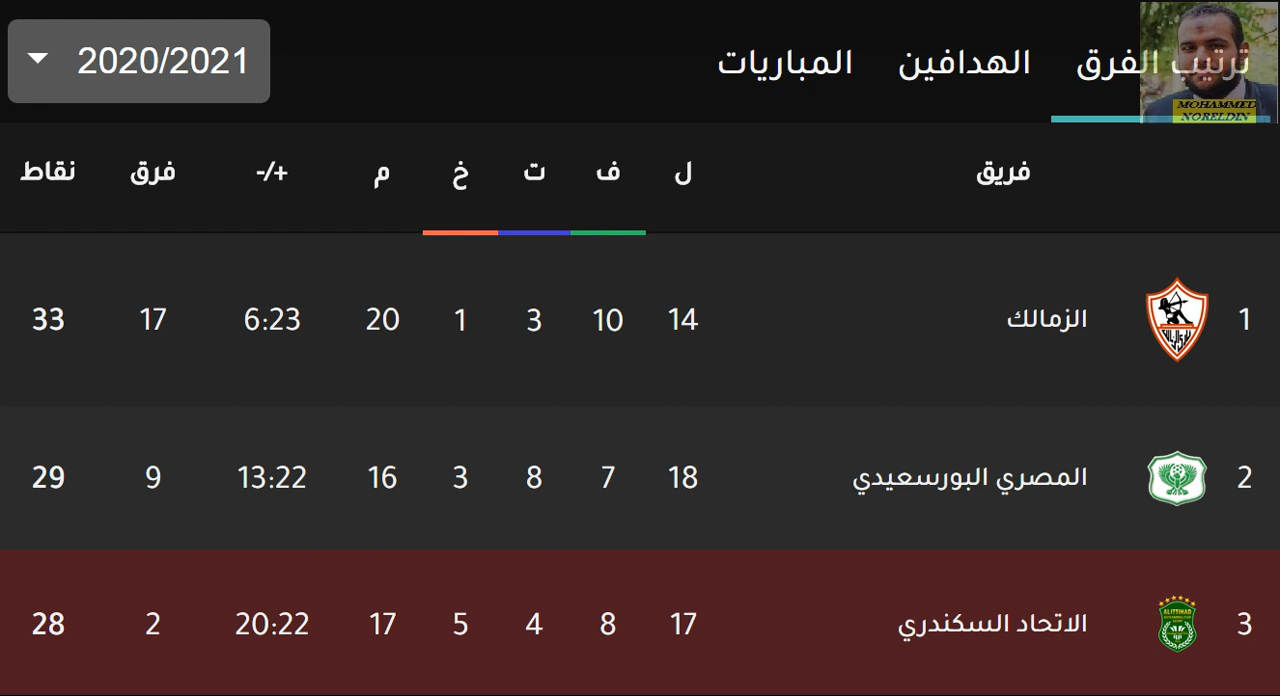 ترتيب الفرق الهدافين المباريات 2020/2021
MOHAMMED
NORELDIN
فريق ل ف ت خ م +/- فرق نقاط
1 الزمالك 14 10 3 1 20 6:23 17 33
2 المصري البورسعيدي 18 7 8 3 16 13:22 9 29
3 ALITTIHAD الاتحاد السكندري 17 8 4 5 17 20:22 2 28